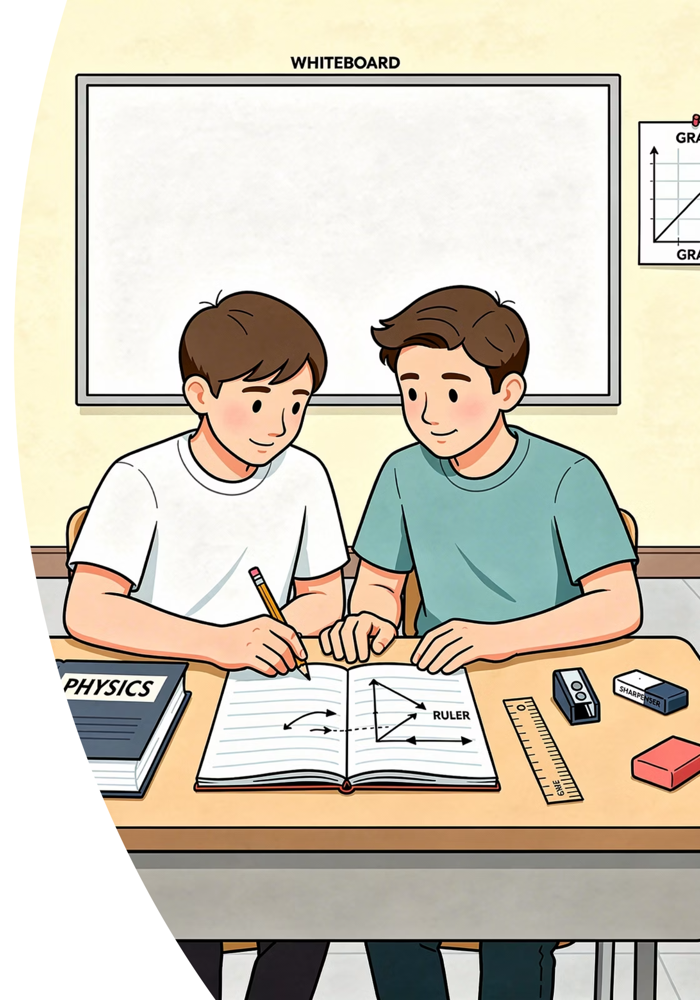 WHITEBOARD
GRA
GRA
PHYSICS
RULER
SHARPENSER